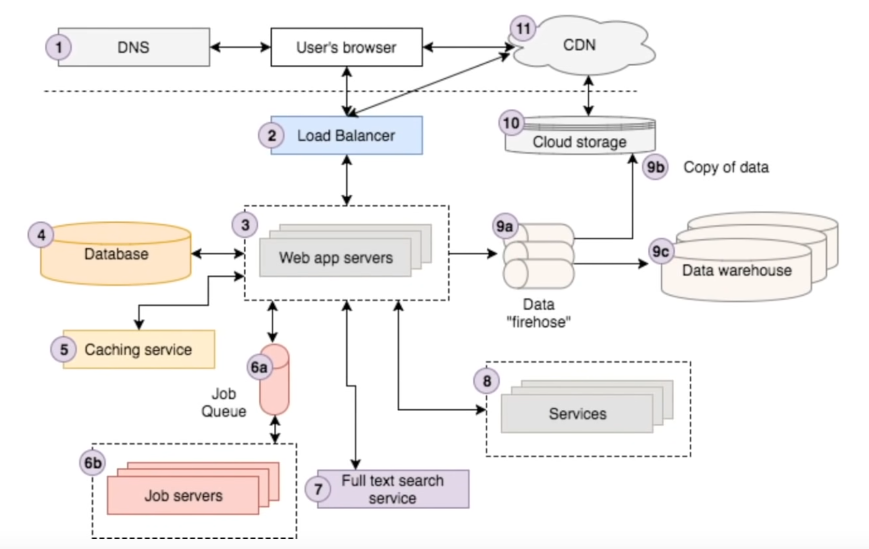 1
DNS
User's browser
11
CDN
2
Load Balancer
10
Cloud storage
9b
Copy of data
3
Web app servers
4
Database
9a
Data
"firehose"
9c
Data warehouse
5
Caching service
6a
Job
Queue
8
Services
6b
Job servers
7
Full text search
service